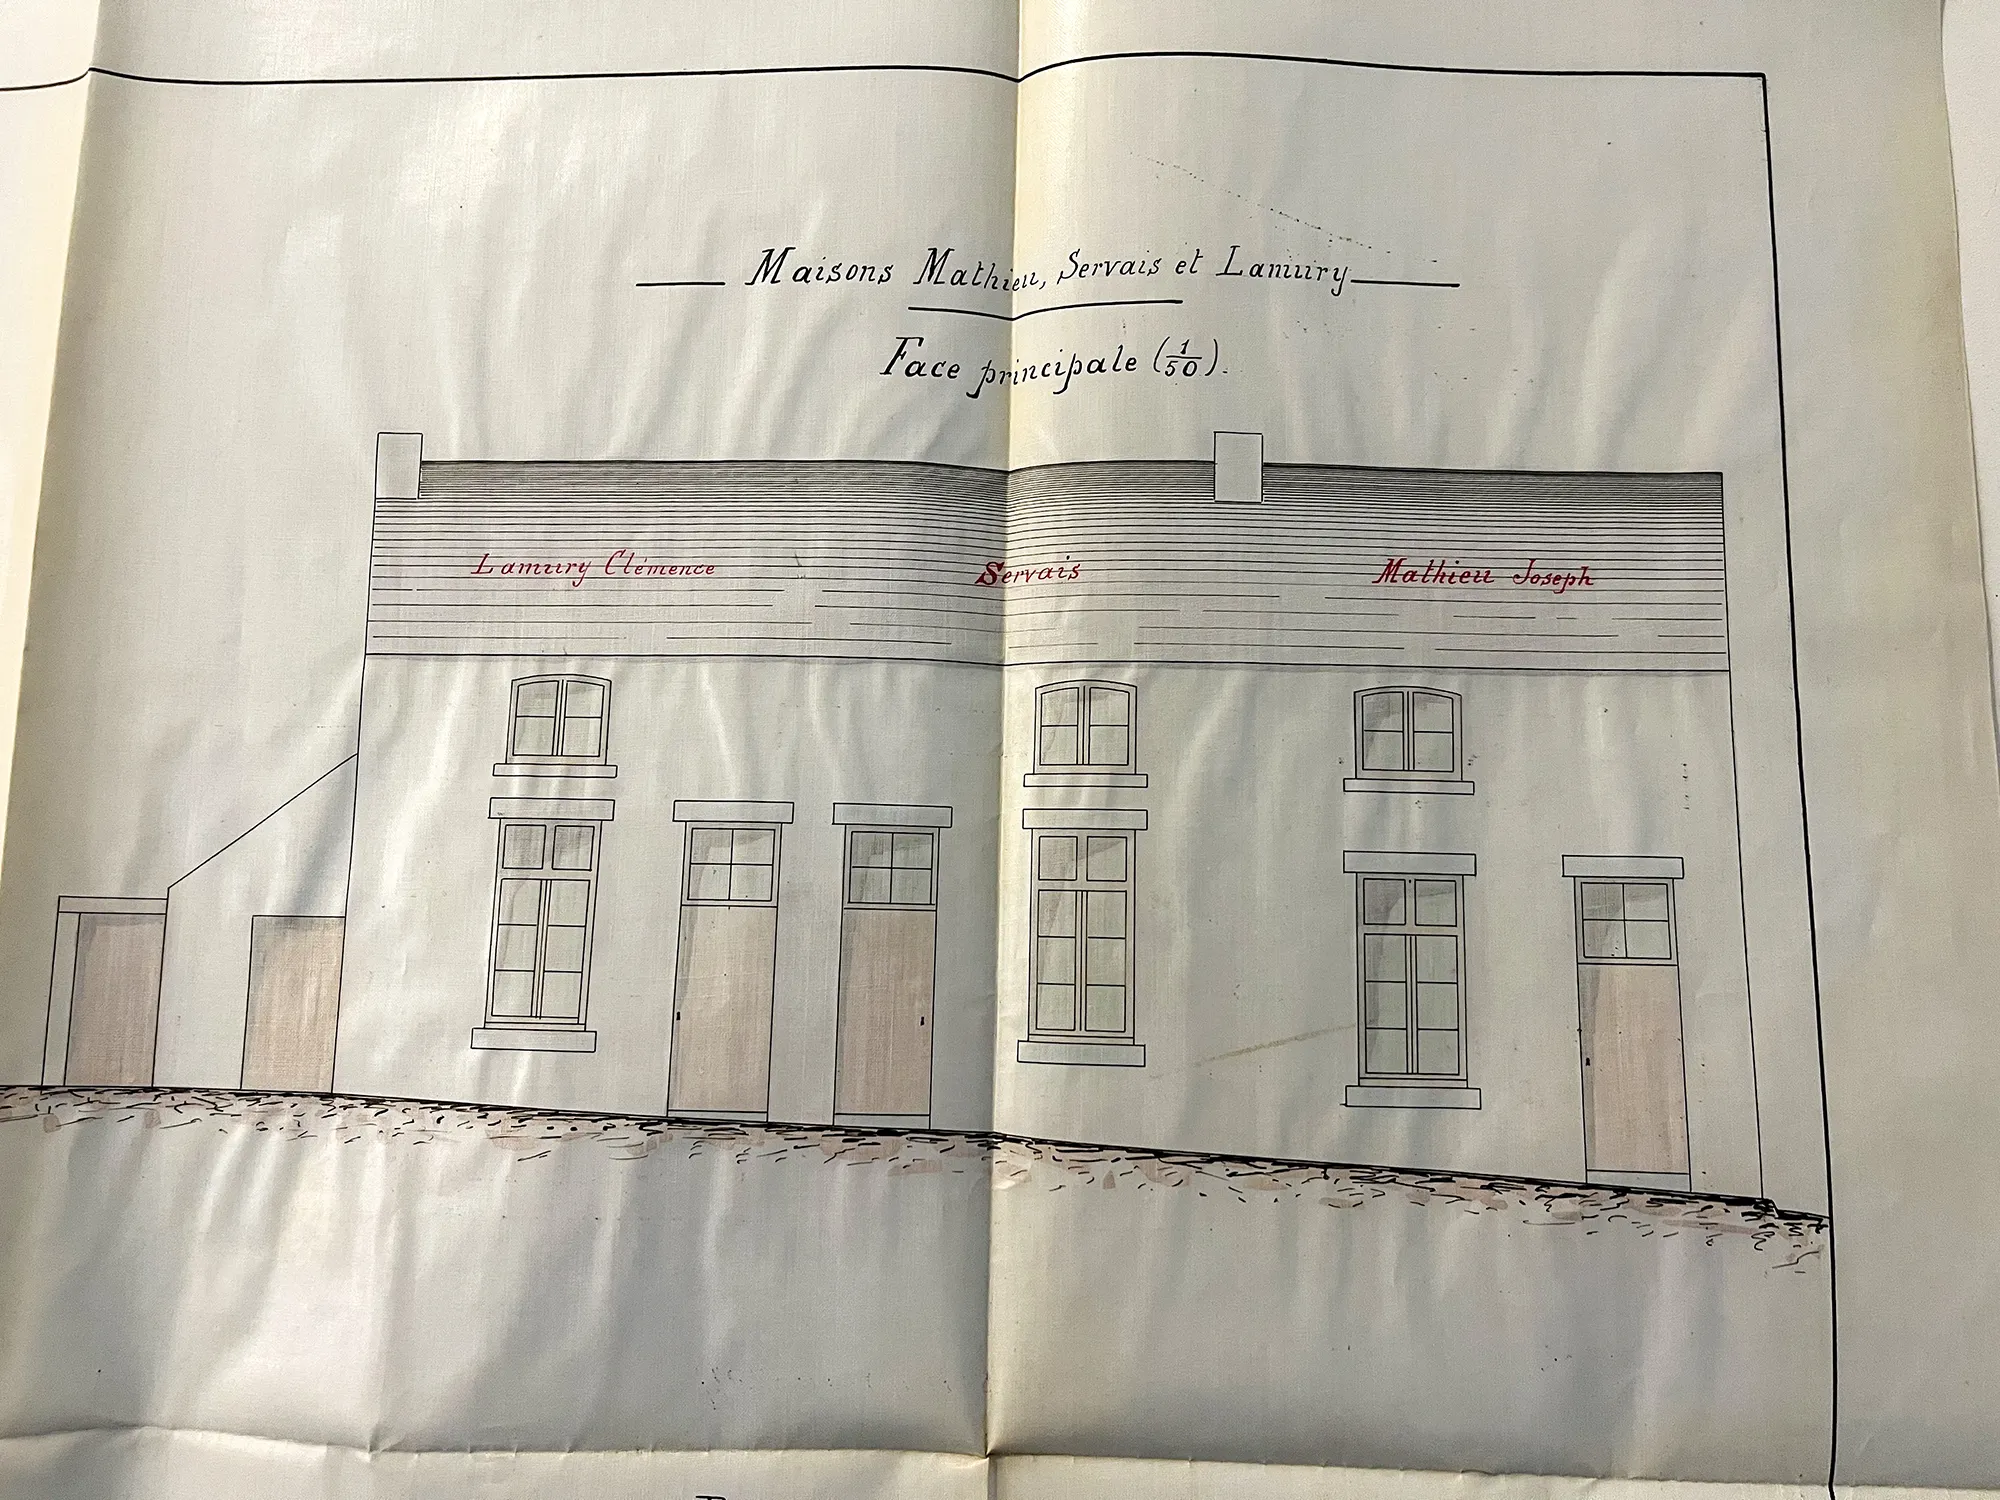 Maisons Mathieu, Servais et Lamury
Face principale (1/50).
Lamury Clémence
Servais
Mathieu Joseph